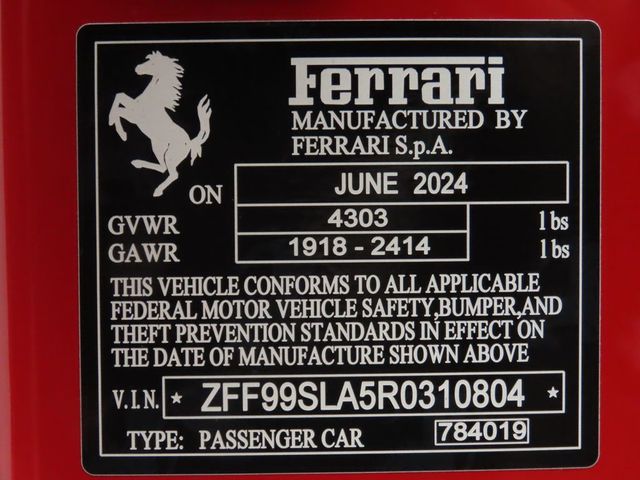 Ferrari
MANUFACTURED BY
FERRARI S.p.A.
ON JUNE 2024
GVWR 4303 lbs
GAWR 1918 - 2414 lbs
THIS VEHICLE CONFORMS TO ALL APPLICABLE
FEDERAL MOTOR VEHICLE SAFETY,BUMPER,AND
THEFT PREVENTION STANDARDS IN EFFECT ON
THE DATE OF MANUFACTURE SHOWN ABOVE
V.I.N. * ZFF99SLA5R0310804 *
TYPE: PASSENGER CAR 784019